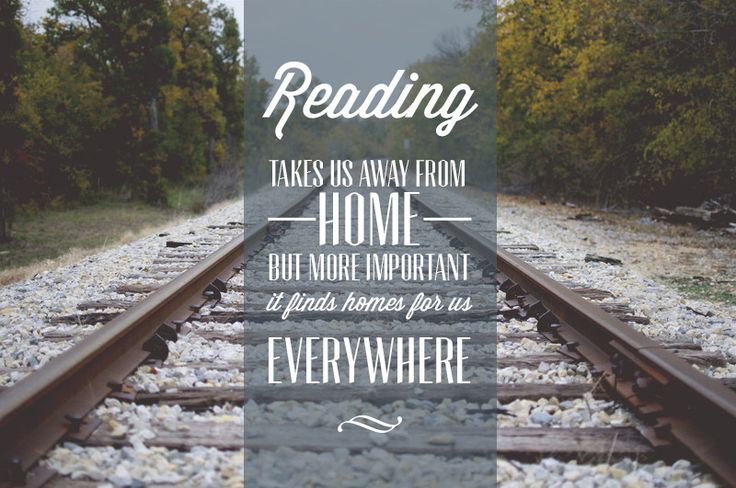 Reading
TAKES US AWAY FROM
HOME
BUT MORE IMPORTANT
it finds homes for us
EVERYWHERE